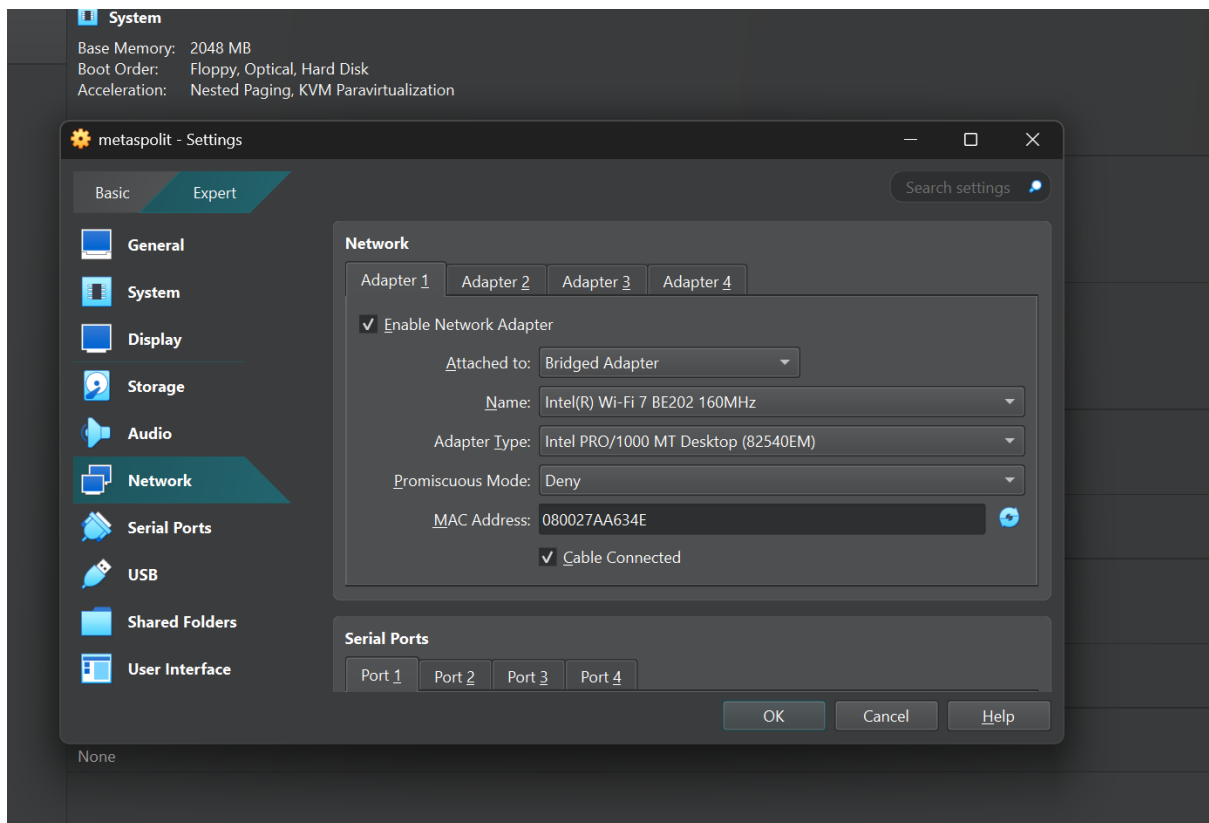 System
Base Memory: 2048 MB
Boot Order: Floppy, Optical, Hard Disk
Acceleration: Nested Paging, KVM Paravirtualization
metaspolit - Settings
Basic Expert
Search settings
General
System
Display
Storage
Audio
Network
Serial Ports
USB
Shared Folders
User Interface
Network
Adapter 1 Adapter 2 Adapter 3 Adapter 4
Enable Network Adapter
Attached to: Bridged Adapter
Name: Intel(R) Wi-Fi 7 BE202 160MHz
Adapter Type: Intel PRO/1000 MT Desktop (82540EM)
Promiscuous Mode: Deny
MAC Address: 080027AA634E
Cable Connected
Serial Ports
Port 1 Port 2 Port 3 Port 4
OK Cancel Help
None